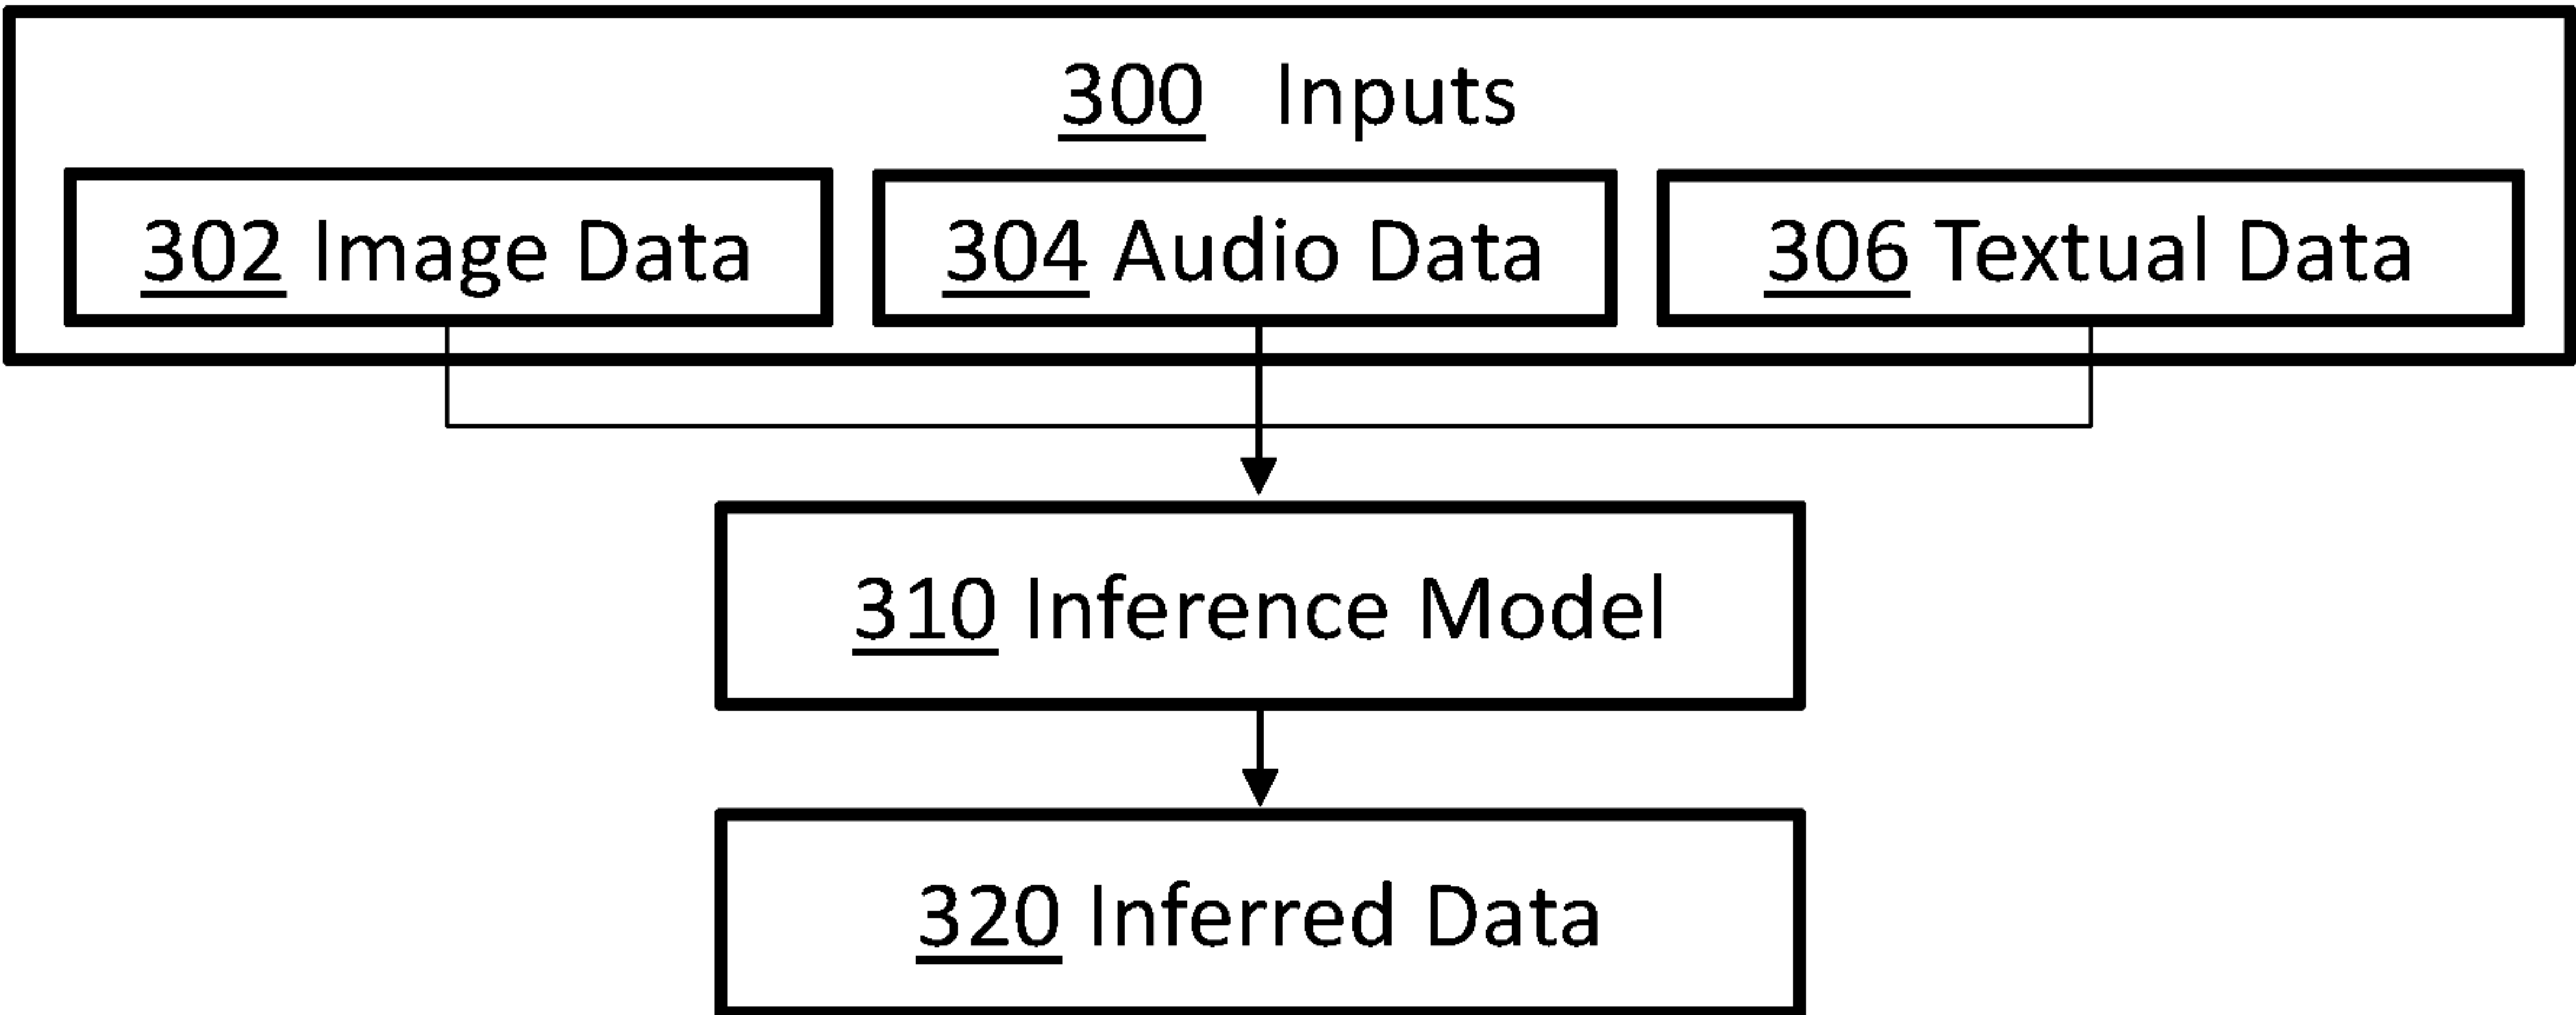 300 Inputs
302 Image Data
304 Audio Data
306 Textual Data
310 Inference Model
320 Inferred Data